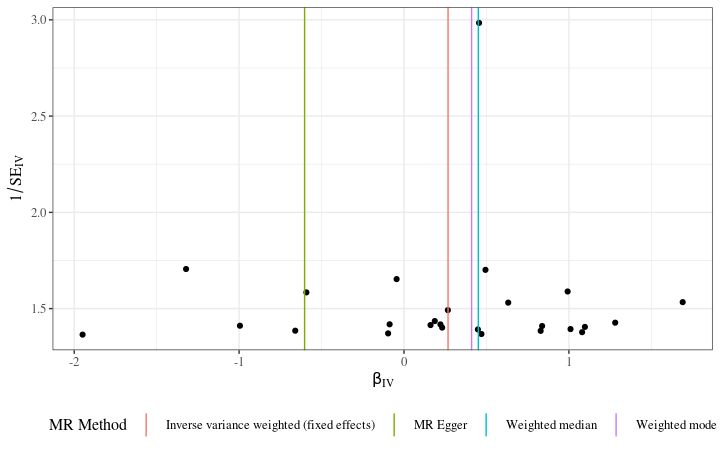 3.0
2.5
2.0
1.5
1/SE_IV
-2
-1
0
1
β_IV
MR Method
Inverse variance weighted (fixed effects)
MR Egger
Weighted median
Weighted mode